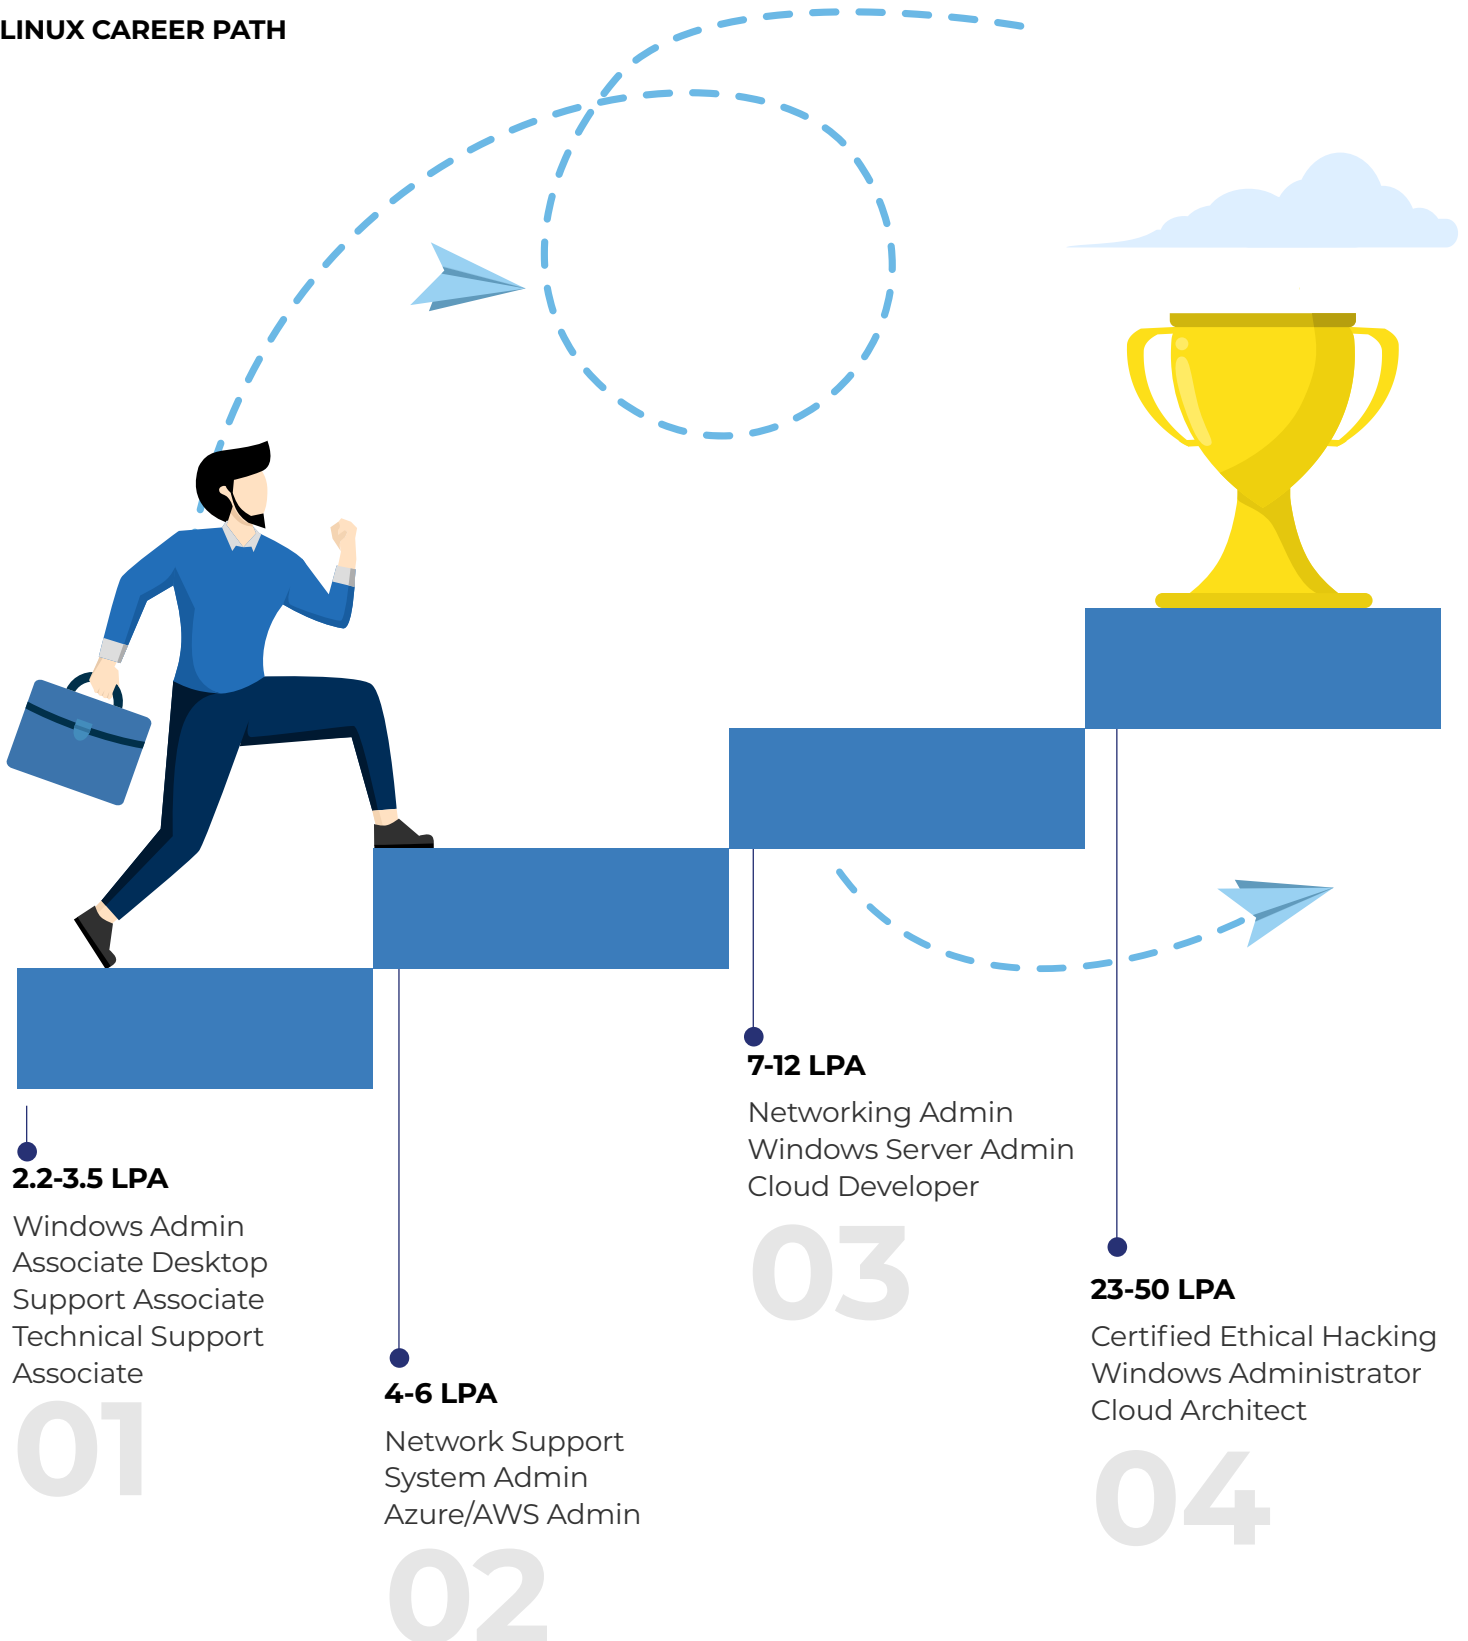 LINUX CAREER PATH
2.2-3.5 LPA
Windows Admin
Associate Desktop
Support Associate
Technical Support
Associate
01
4-6 LPA
Network Support
System Admin
Azure/AWS Admin
02
7-12 LPA
Networking Admin
Windows Server Admin
Cloud Developer
03
23-50 LPA
Certified Ethical Hacking
Windows Administrator
Cloud Architect
04